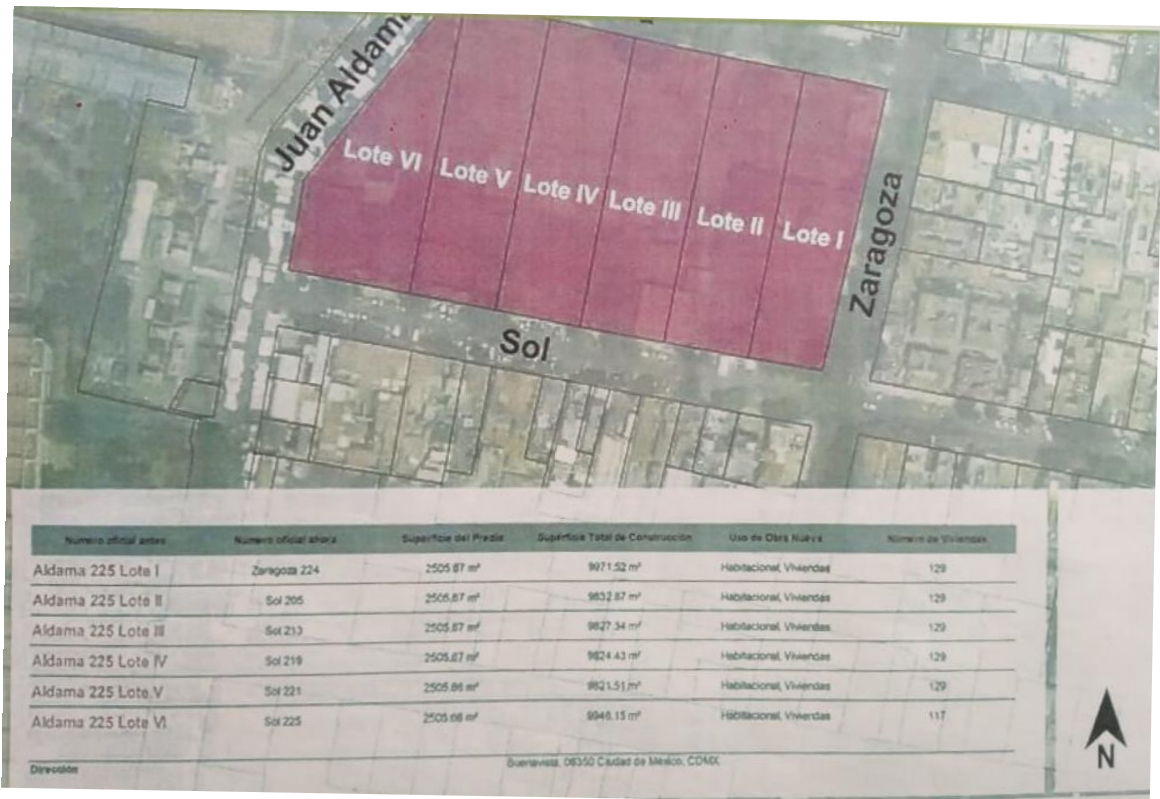 Juan Aldama
Lote VI
Lote V
Lote IV
Lote III
Lote II
Lote I
Zaragoza
Sol
Numero oficial antes Numero oficial ahora Superficie del Predio Superficie Total de Construcción Uso de Obra Nueva Número de Viviendas
Aldama 225 Lote I Zaragoza 224 2505.87 m² 9971.52 m² Habitacional, Viviendas 129
Aldama 225 Lote II Sol 205 2505.87 m² 9832.87 m² Habitacional, Viviendas 129
Aldama 225 Lote III Sol 213 2505.87 m² 9827.34 m² Habitacional, Viviendas 129
Aldama 225 Lote IV Sol 219 2505.87 m² 9824.43 m² Habitacional, Viviendas 129
Aldama 225 Lote V Sol 221 2505.86 m² 9821.51 m² Habitacional, Viviendas 129
Aldama 225 Lote VI Sol 225 9946.15 m² Habitacional, Viviendas 117
Dirección Buenavista, 06350 Ciudad de México, CDMX
N